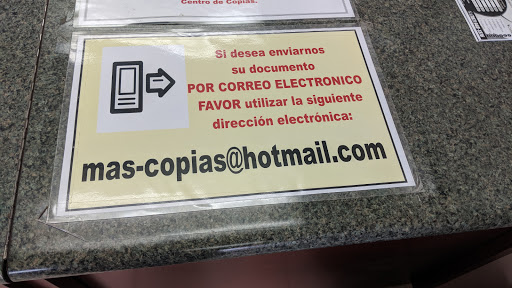 Centro de Copias.
Si desea enviarnos
su documento
POR CORREO ELECTRONICO
FAVOR utilizar la siguiente
dirección electrónica:
mas-copias@hotmail.com